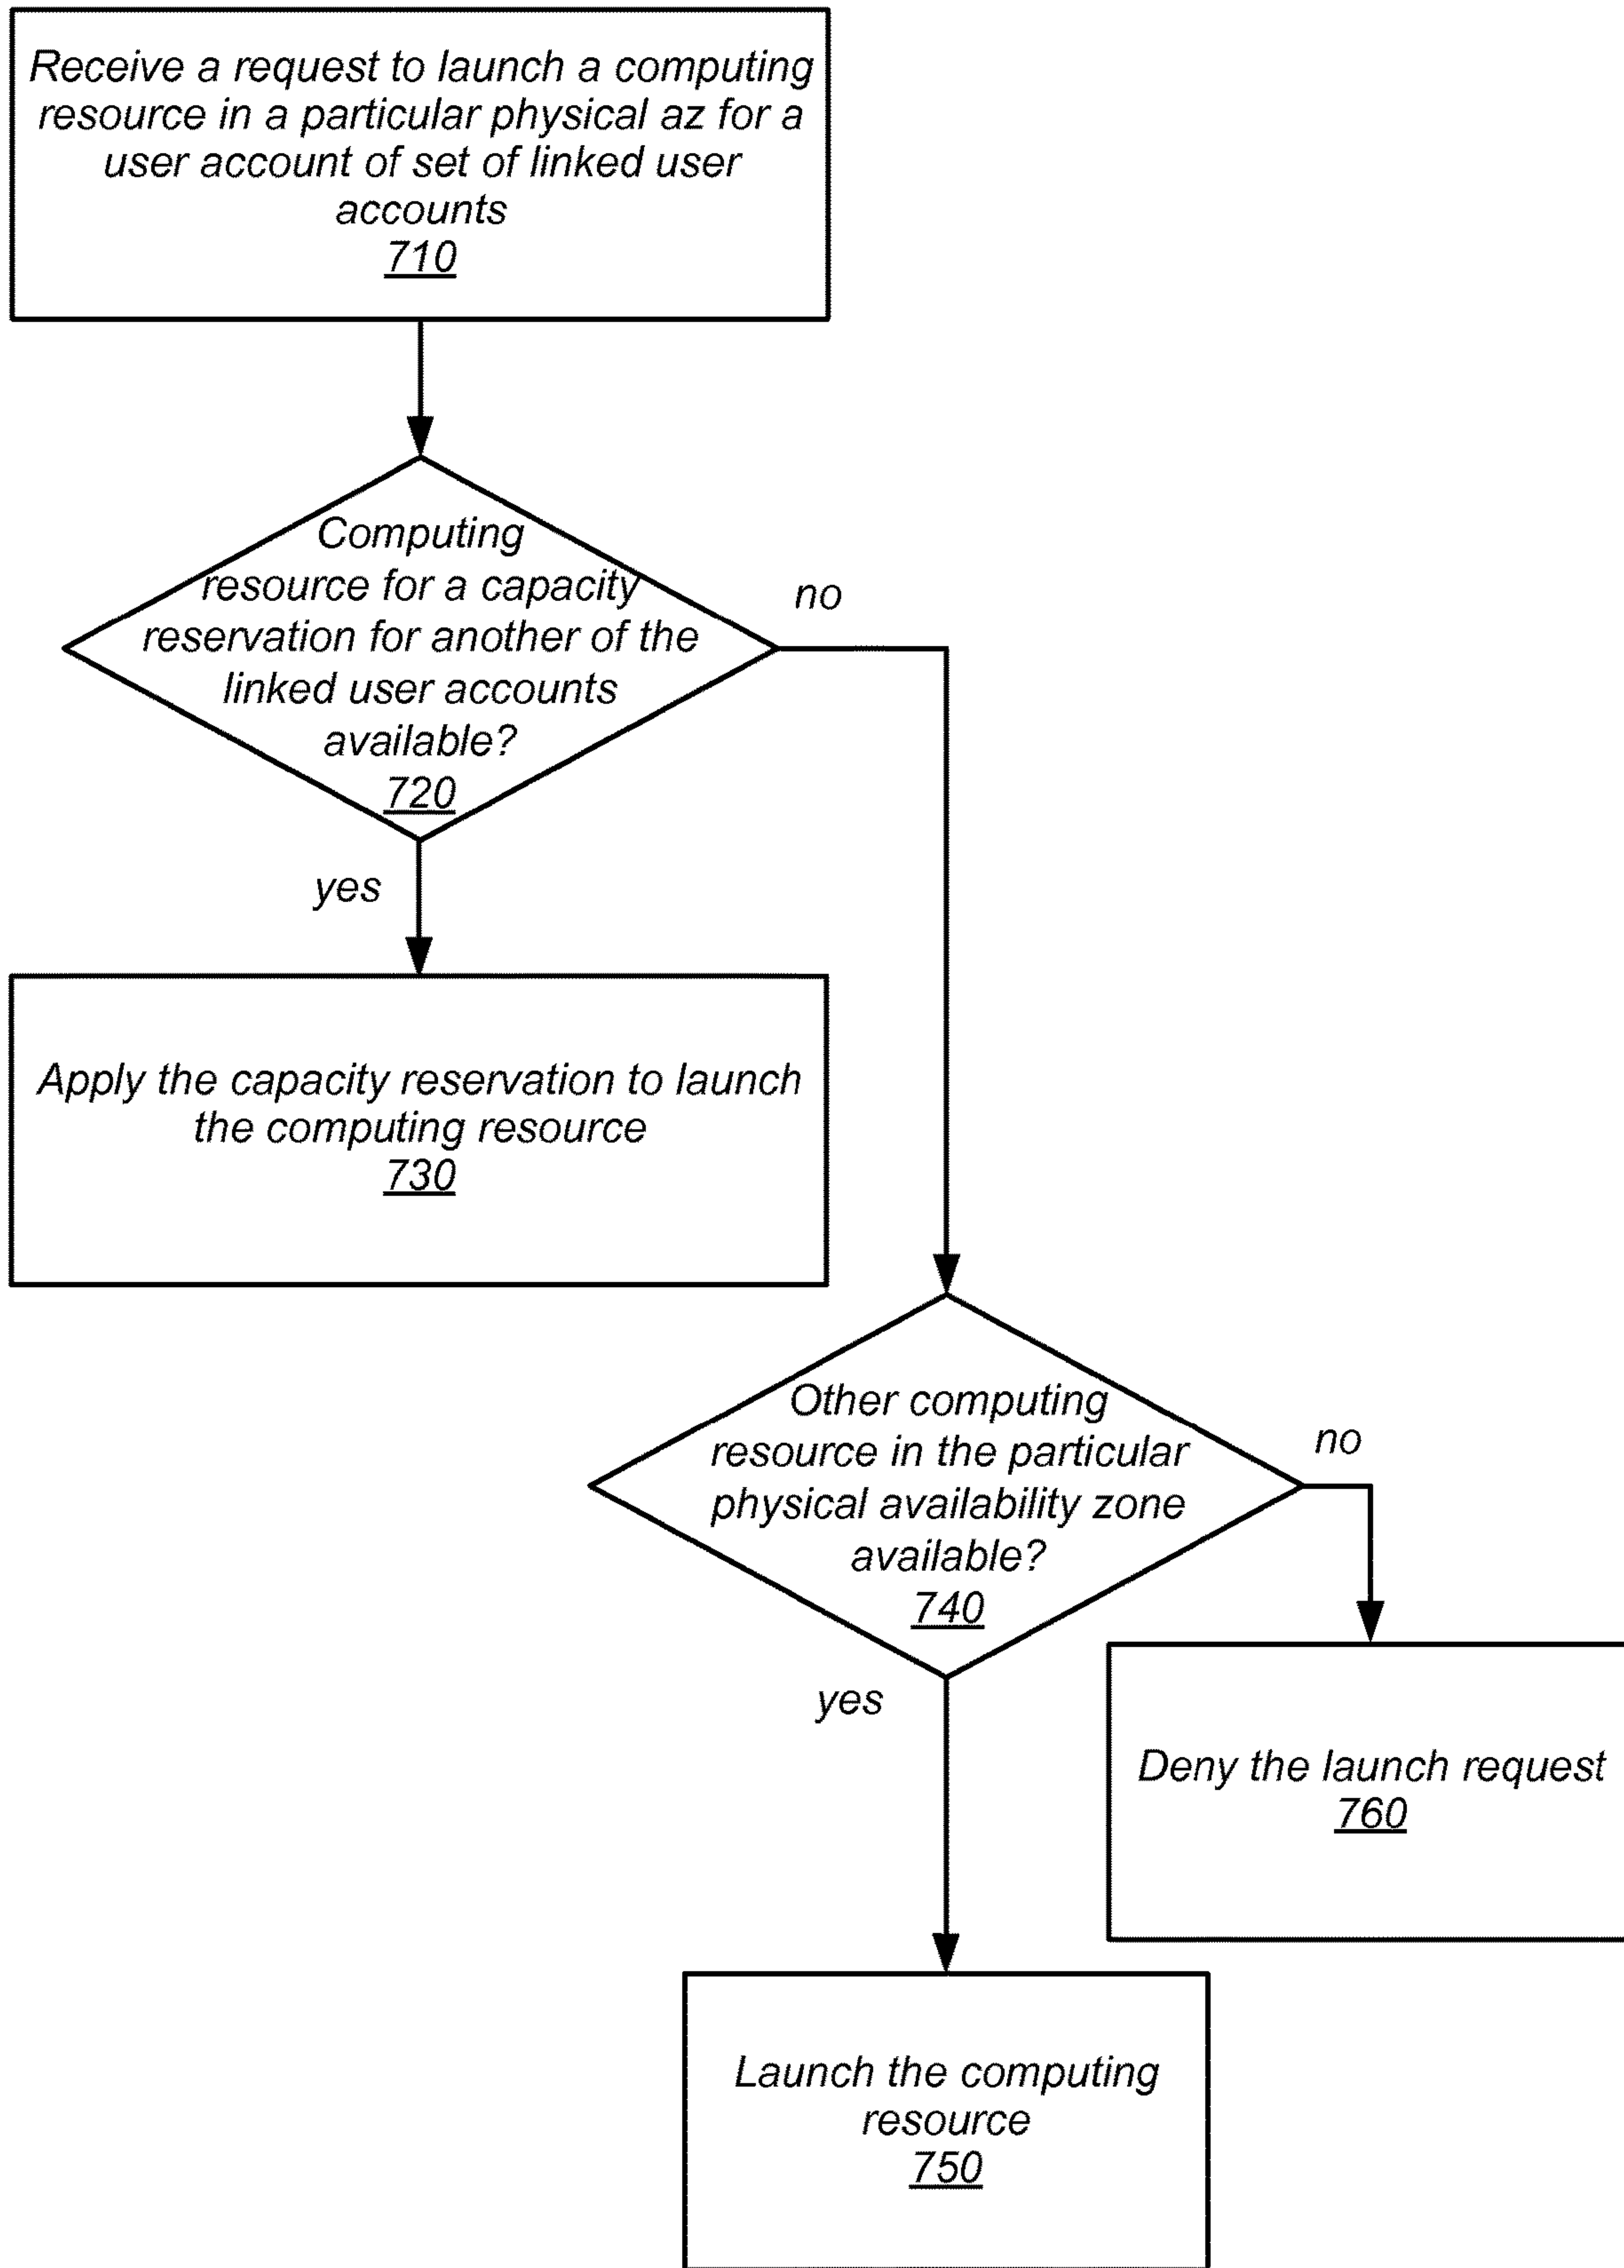 Receive a request to launch a computing
resource in a particular physical az for a
user account of set of linked user
accounts
710
Computing
resource for a capacity
reservation for another of the
linked user accounts
available?
720
no
yes
Apply the capacity reservation to launch
the computing resource
730
Other computing
resource in the particular
physical availability zone
available?
740
no
yes
Deny the launch request
760
Launch the computing
resource
750